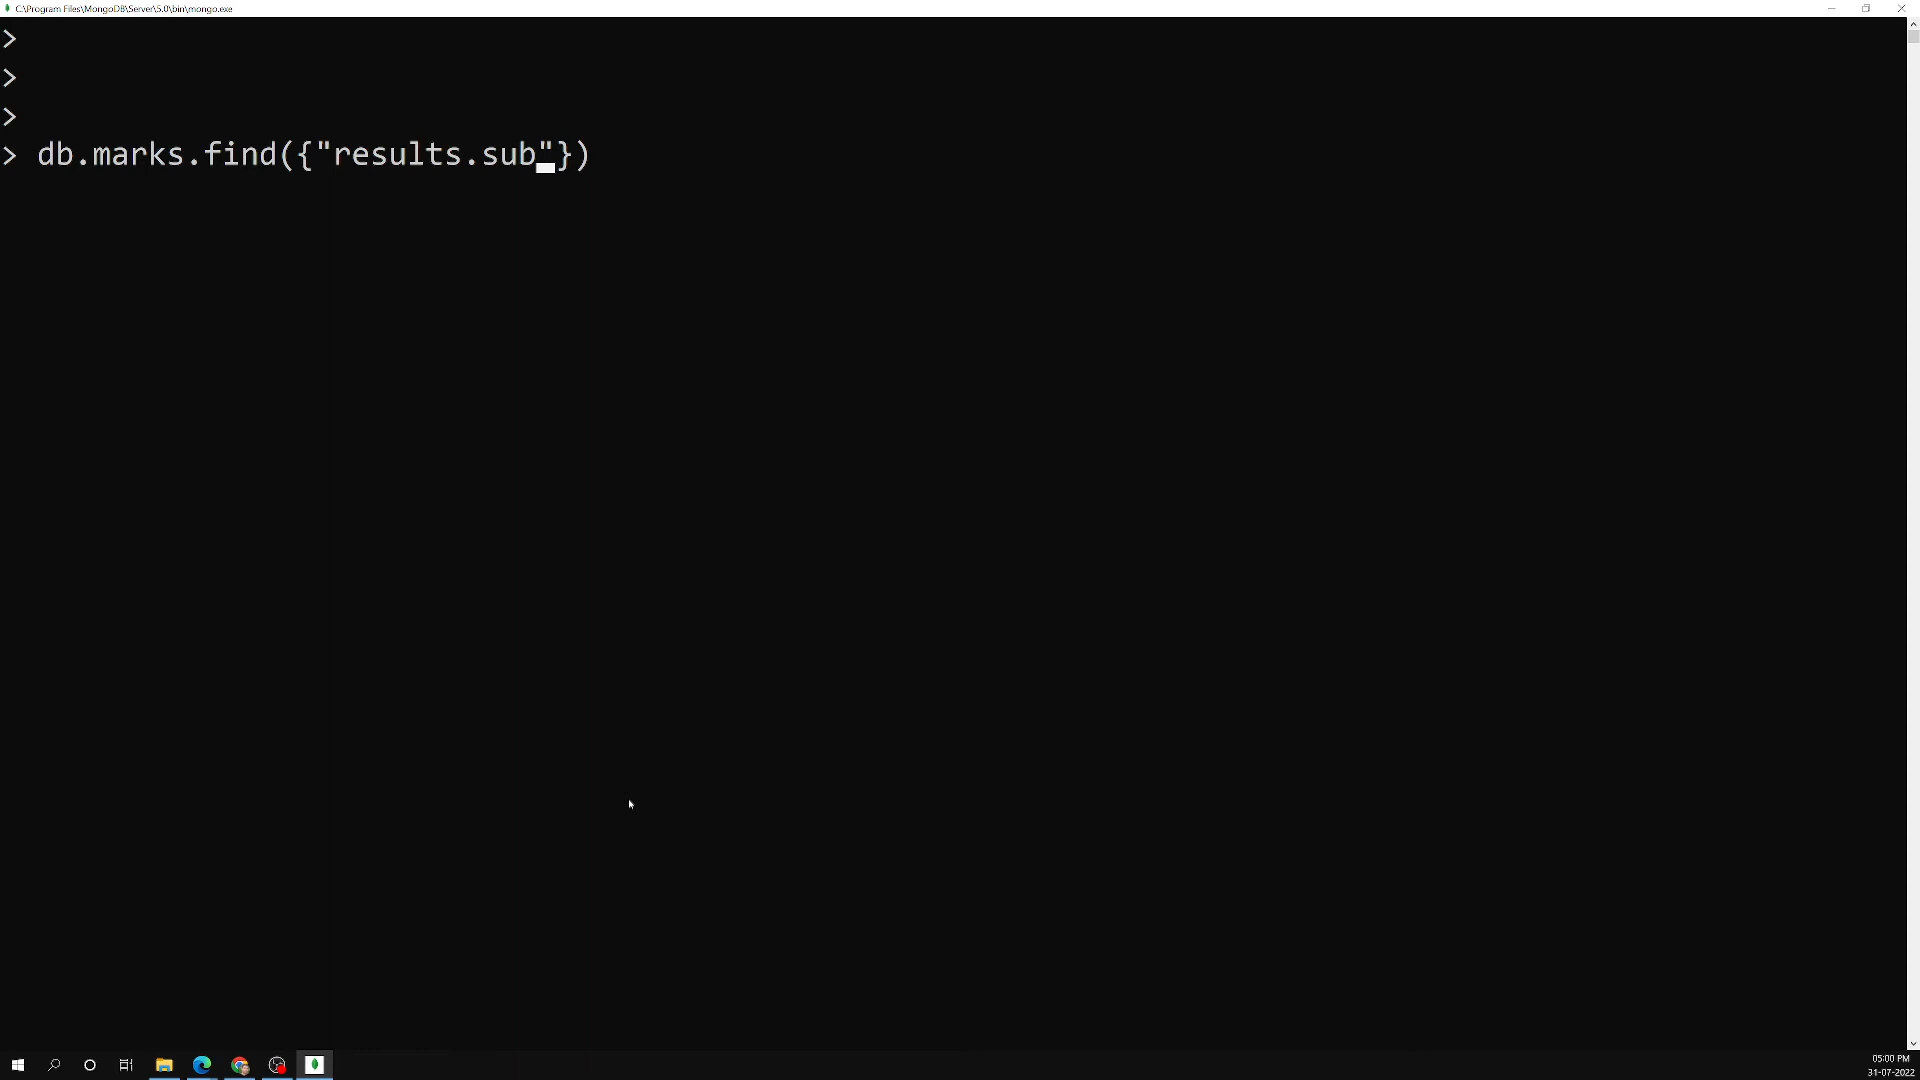 C:\Program Files\MongoDB\Server\5.0\bin\mongo.exe
>
>
>
> db.marks.find({"results.sub"})
05:00 PM
31-07-2022